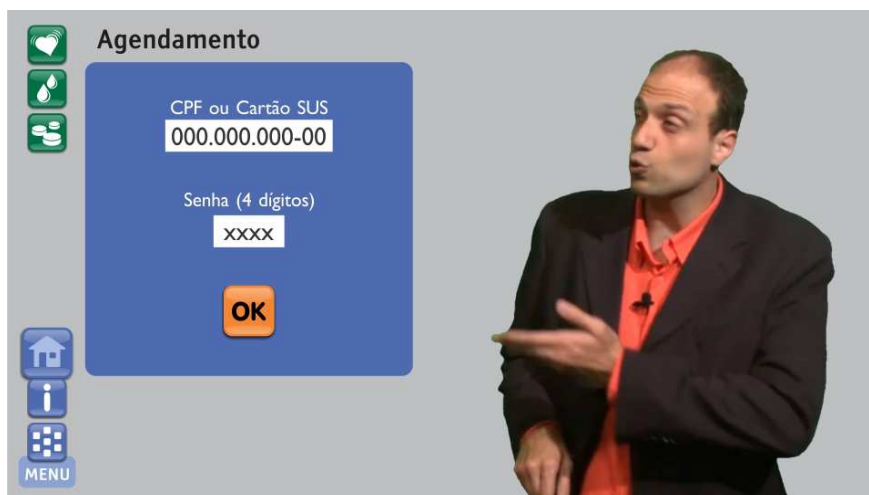 Agendamento
CPF ou Cartão SUS
000.000.000-00
Senha (4 dígitos)
xxxx
OK
i
MENU